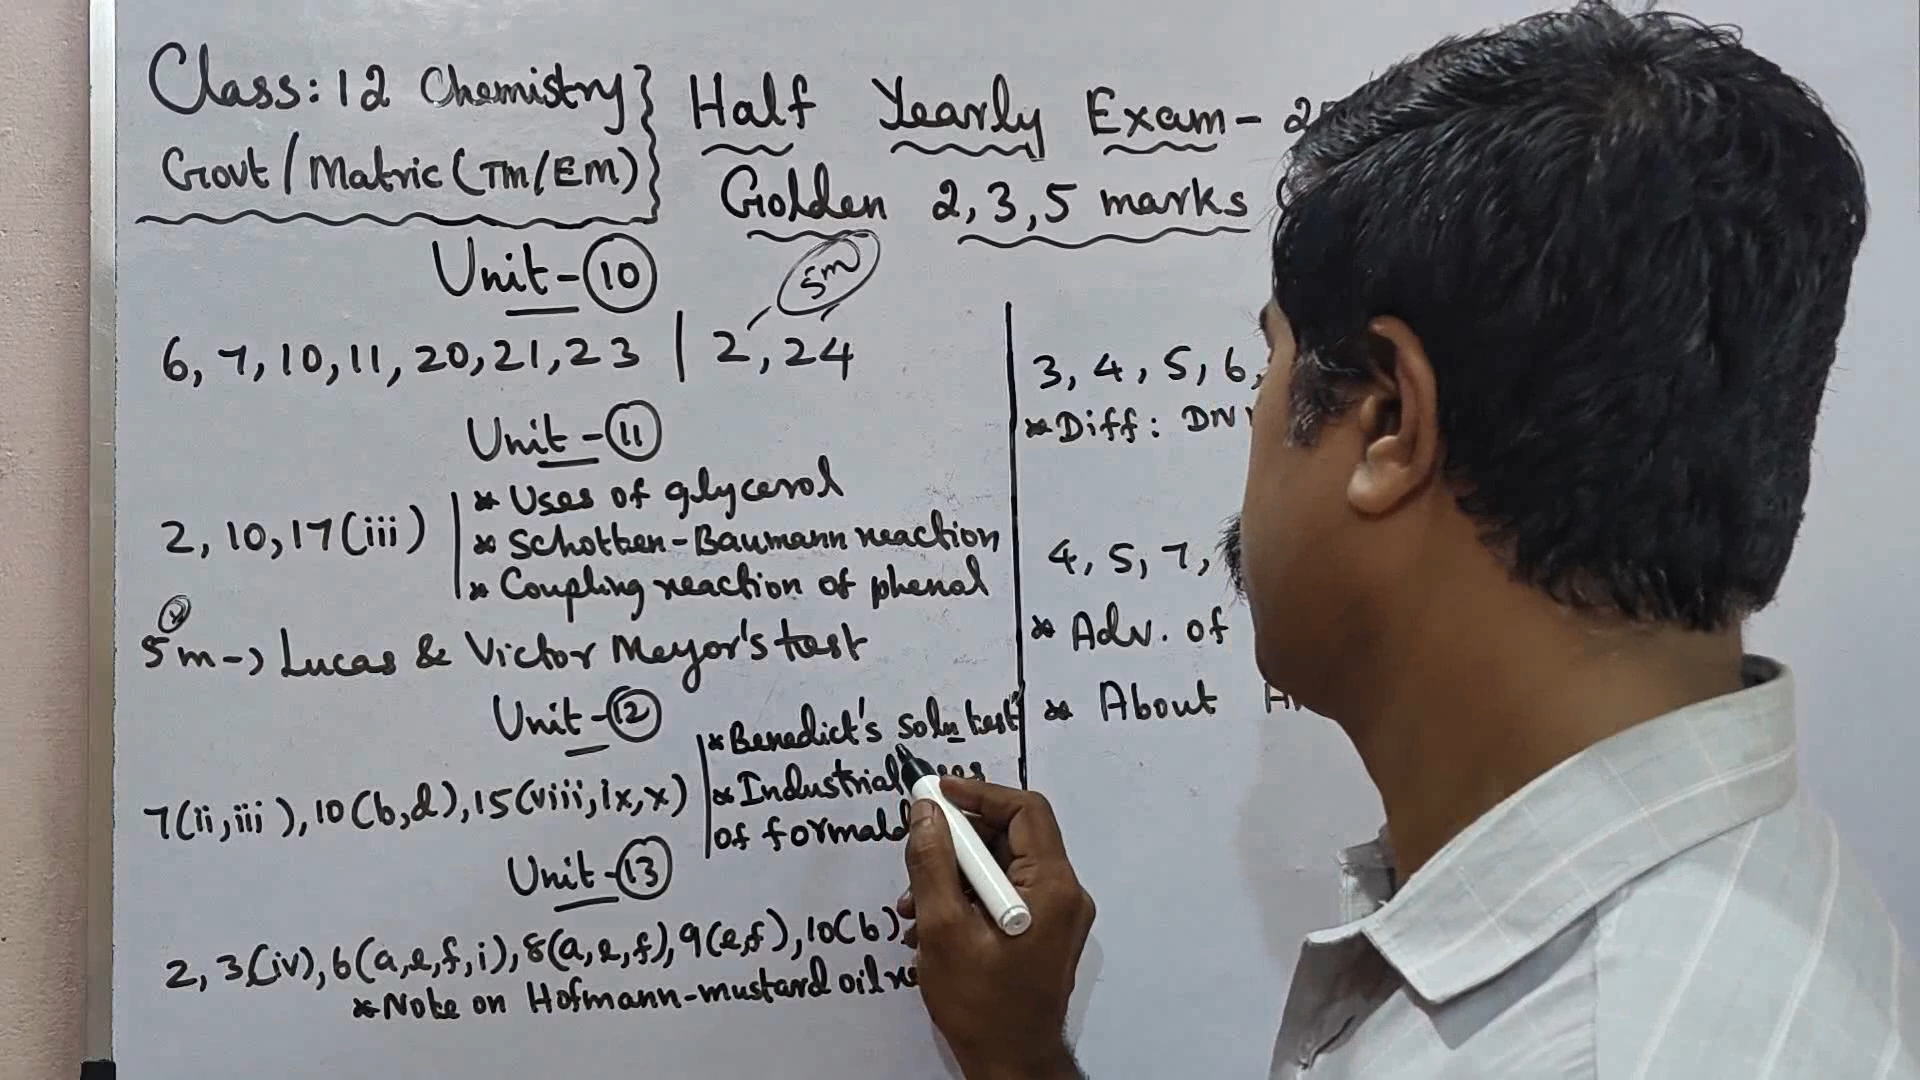 Class: 12 Chemistry}
Govt/Matric(TM/EM)
Half Yearly Exam-
Golden 2,3,5 marks
Unit-10
5m
6, 7, 10, 11, 20, 21, 23 | 2, 24
Unit-11
2, 10, 17(iii)
* Uses of glycerol
* Schotten-Baumann reaction
* Coupling reaction of phenol
5m -> Lucas & Victor Meyor's test
Unit-12
7(ii, iii), 10(b,d), 15(viii, ix, x)
* Benedict's soln test
* Industrial
of
Unit-13
2, 3(iv), 6(a,e,f,i), 8(a,e,f), 9(e,f), 10(b),
* Note on Hofmann-mustard oil
3, 4, 5, 6,
* Diff:
4, 5, 7,
* Adv. of
* About